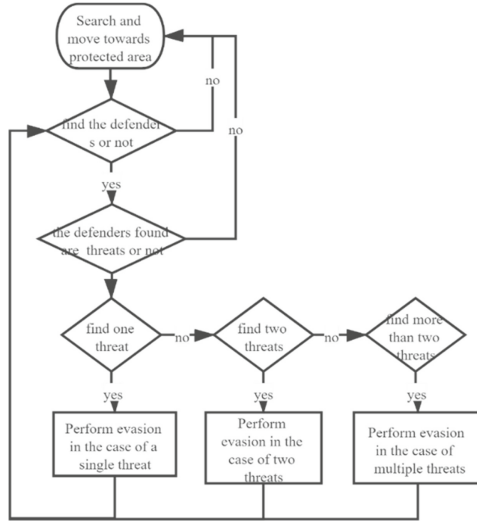 Search and
move towards
protected area
no
find the defender
s or not
no
yes
the defenders found
are threats or not
find one
threat
no
find two
threats
no
find more
than two
threats
yes
yes
yes
Perform evasion
in the case of a
single threat
Perform
evasion in the
case of two
threats
Perform evasion
in the case of
multiple threats